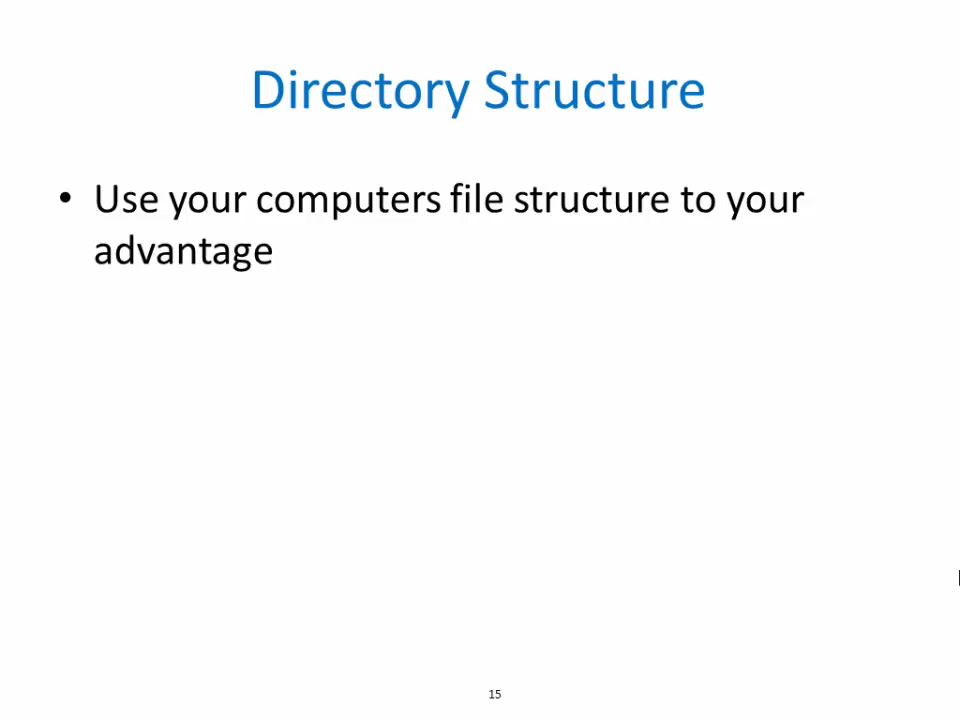 Directory Structure
• Use your computers file structure to your
advantage
15